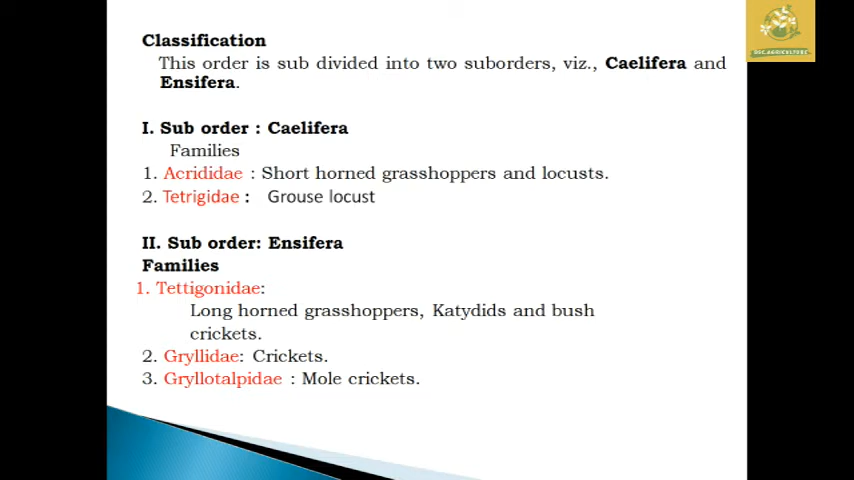 Classification
This order is sub divided into two suborders, viz., Caelifera and
Ensifera.
I. Sub order : Caelifera
Families
1. Acrididae : Short horned grasshoppers and locusts.
2. Tetrigidae : Grouse locust
II. Sub order: Ensifera
Families
1. Tettigonidae:
Long horned grasshoppers, Katydids and bush
crickets.
2. Gryllidae: Crickets.
3. Gryllotalpidae : Mole crickets.